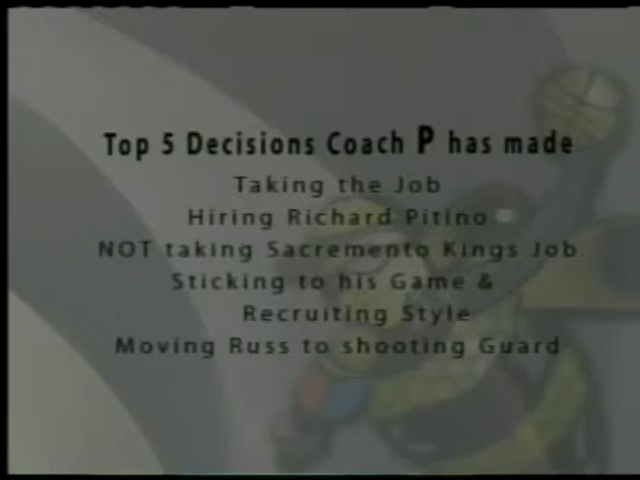 Top 5 Decisions Coach P has made
Taking the Job
Hiring Richard Pitino
NOT taking Sacremento Kings Job
Sticking to his Game &
Recruiting Style
Moving Russ to shooting Guard